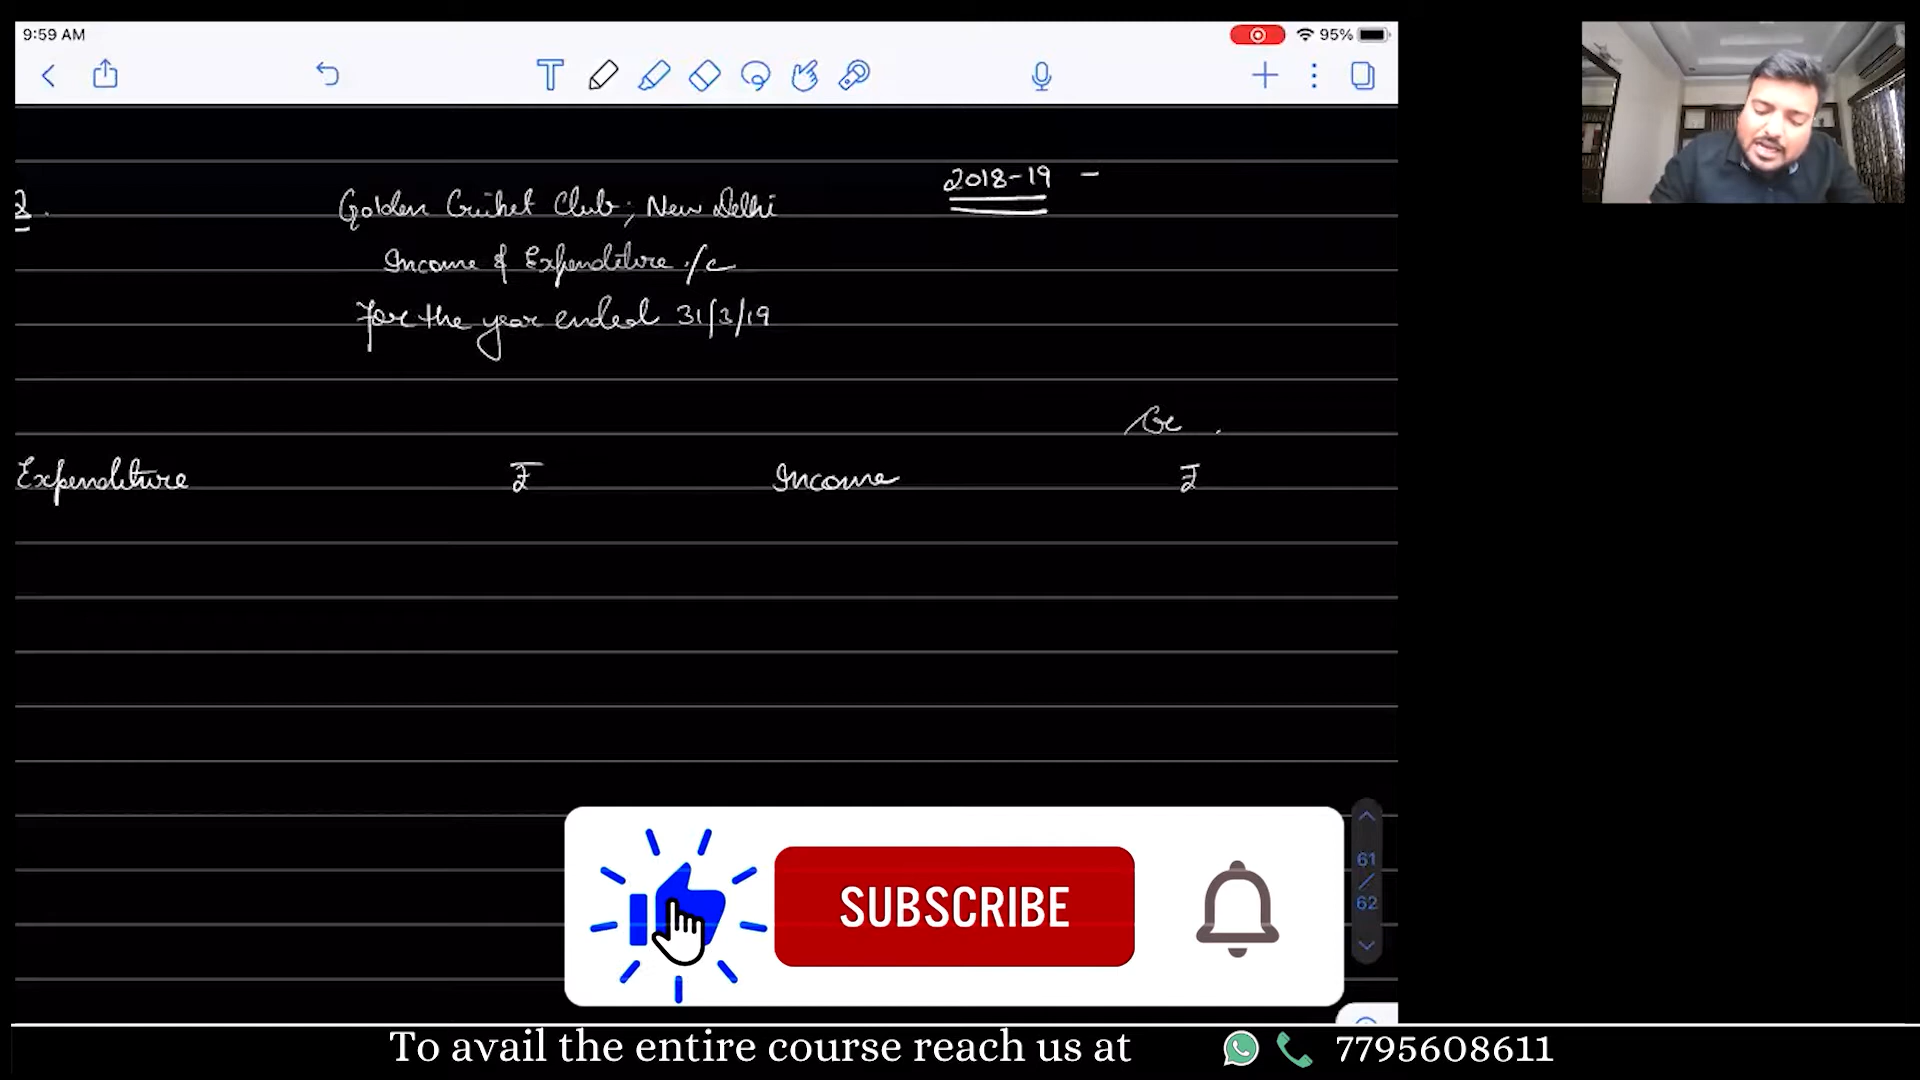 9:59 AM
95%
2018-19 -
2.
Golden Cricket Club, New Delhi
Income & Expenditure A/c
For the year ended 31/3/19
Cr.
Expenditure ₹ Income ₹
61
/
62
SUBSCRIBE
To avail the entire course reach us at 7795608611